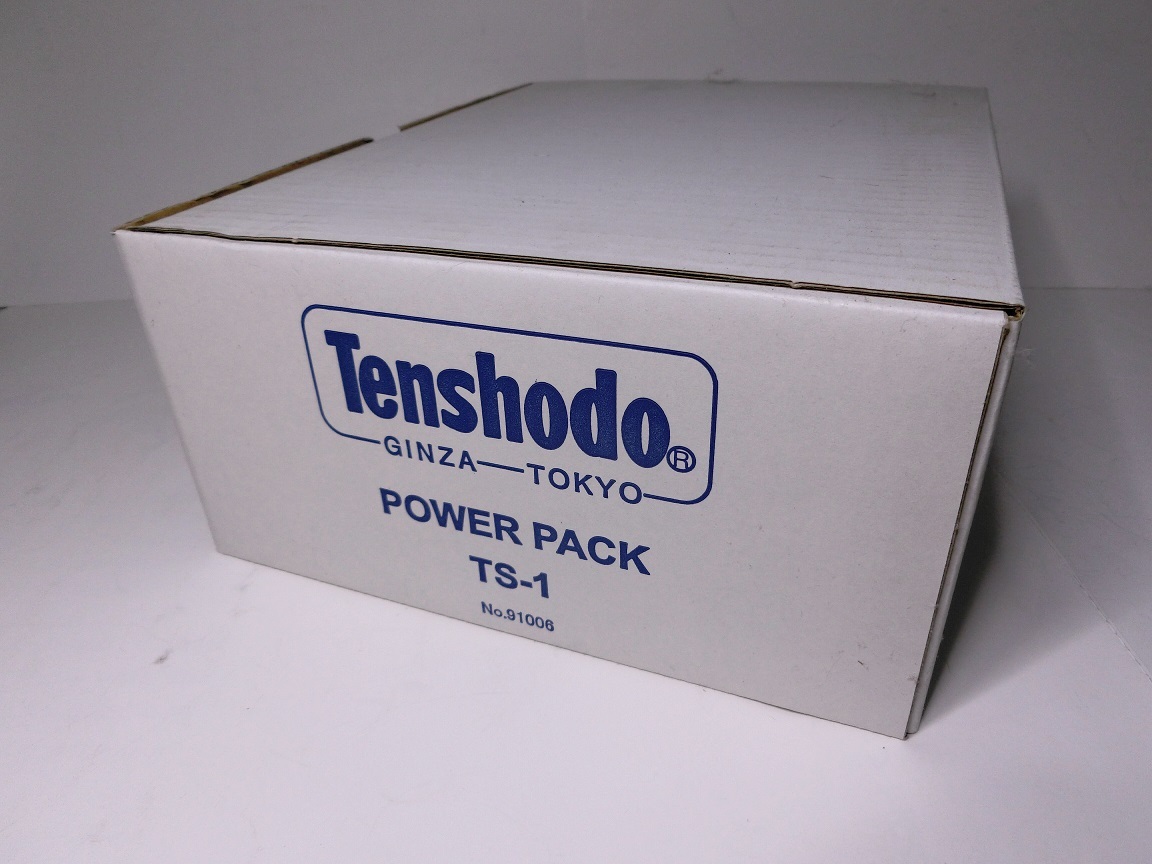 Tenshodo®
GINZA—TOKYO
POWER PACK
TS-1
No.91006